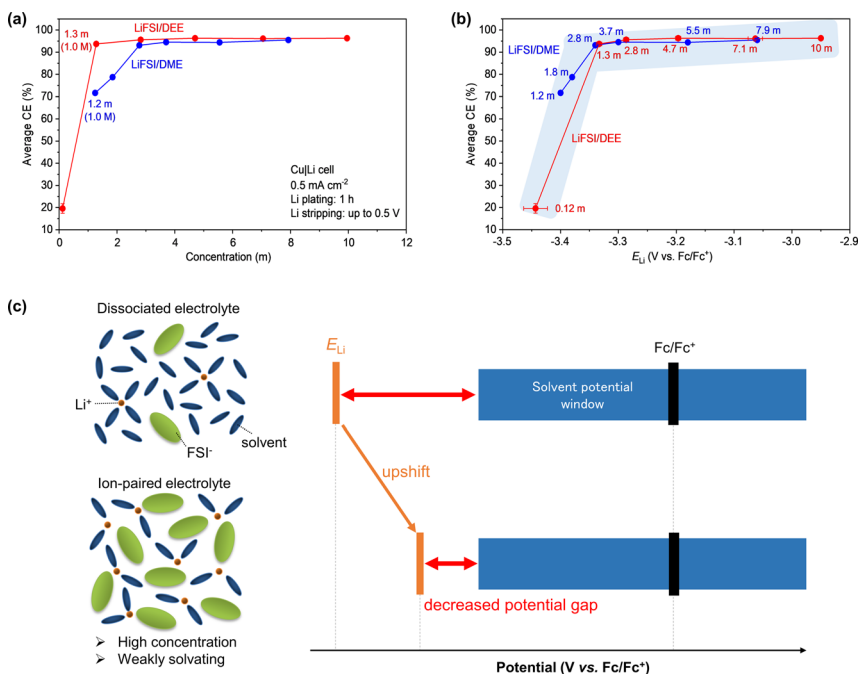 (a)
100
90
80
70
60
50
40
30
20
10
Average CE (%)
0
2
4
6
8
10
12
Concentration (m)
1.3 m
(1.0 M)
LiFSI/DEE
LiFSI/DME
1.2 m
(1.0 M)
Cu|Li cell
0.5 mA cm⁻²
Li plating: 1 h
Li stripping: up to 0.5 V
(b)
100
90
80
70
60
50
40
30
20
10
Average CE (%)
-3.5
-3.4
-3.3
-3.2
-3.1
-3.0
-2.9
E_Li (V vs. Fc/Fc⁺)
LiFSI/DME
2.8 m
3.7 m
5.5 m
7.9 m
1.3 m
2.8 m
4.7 m
7.1 m
10 m
1.8 m
1.2 m
LiFSI/DEE
0.12 m
(c)
Dissociated electrolyte
Li⁺
solvent
FSI⁻
Ion-paired electrolyte
➢ High concentration
➢ Weakly solvating
E_Li
Fc/Fc⁺
Solvent potential
window
upshift
decreased potential gap
Potential (V vs. Fc/Fc⁺)